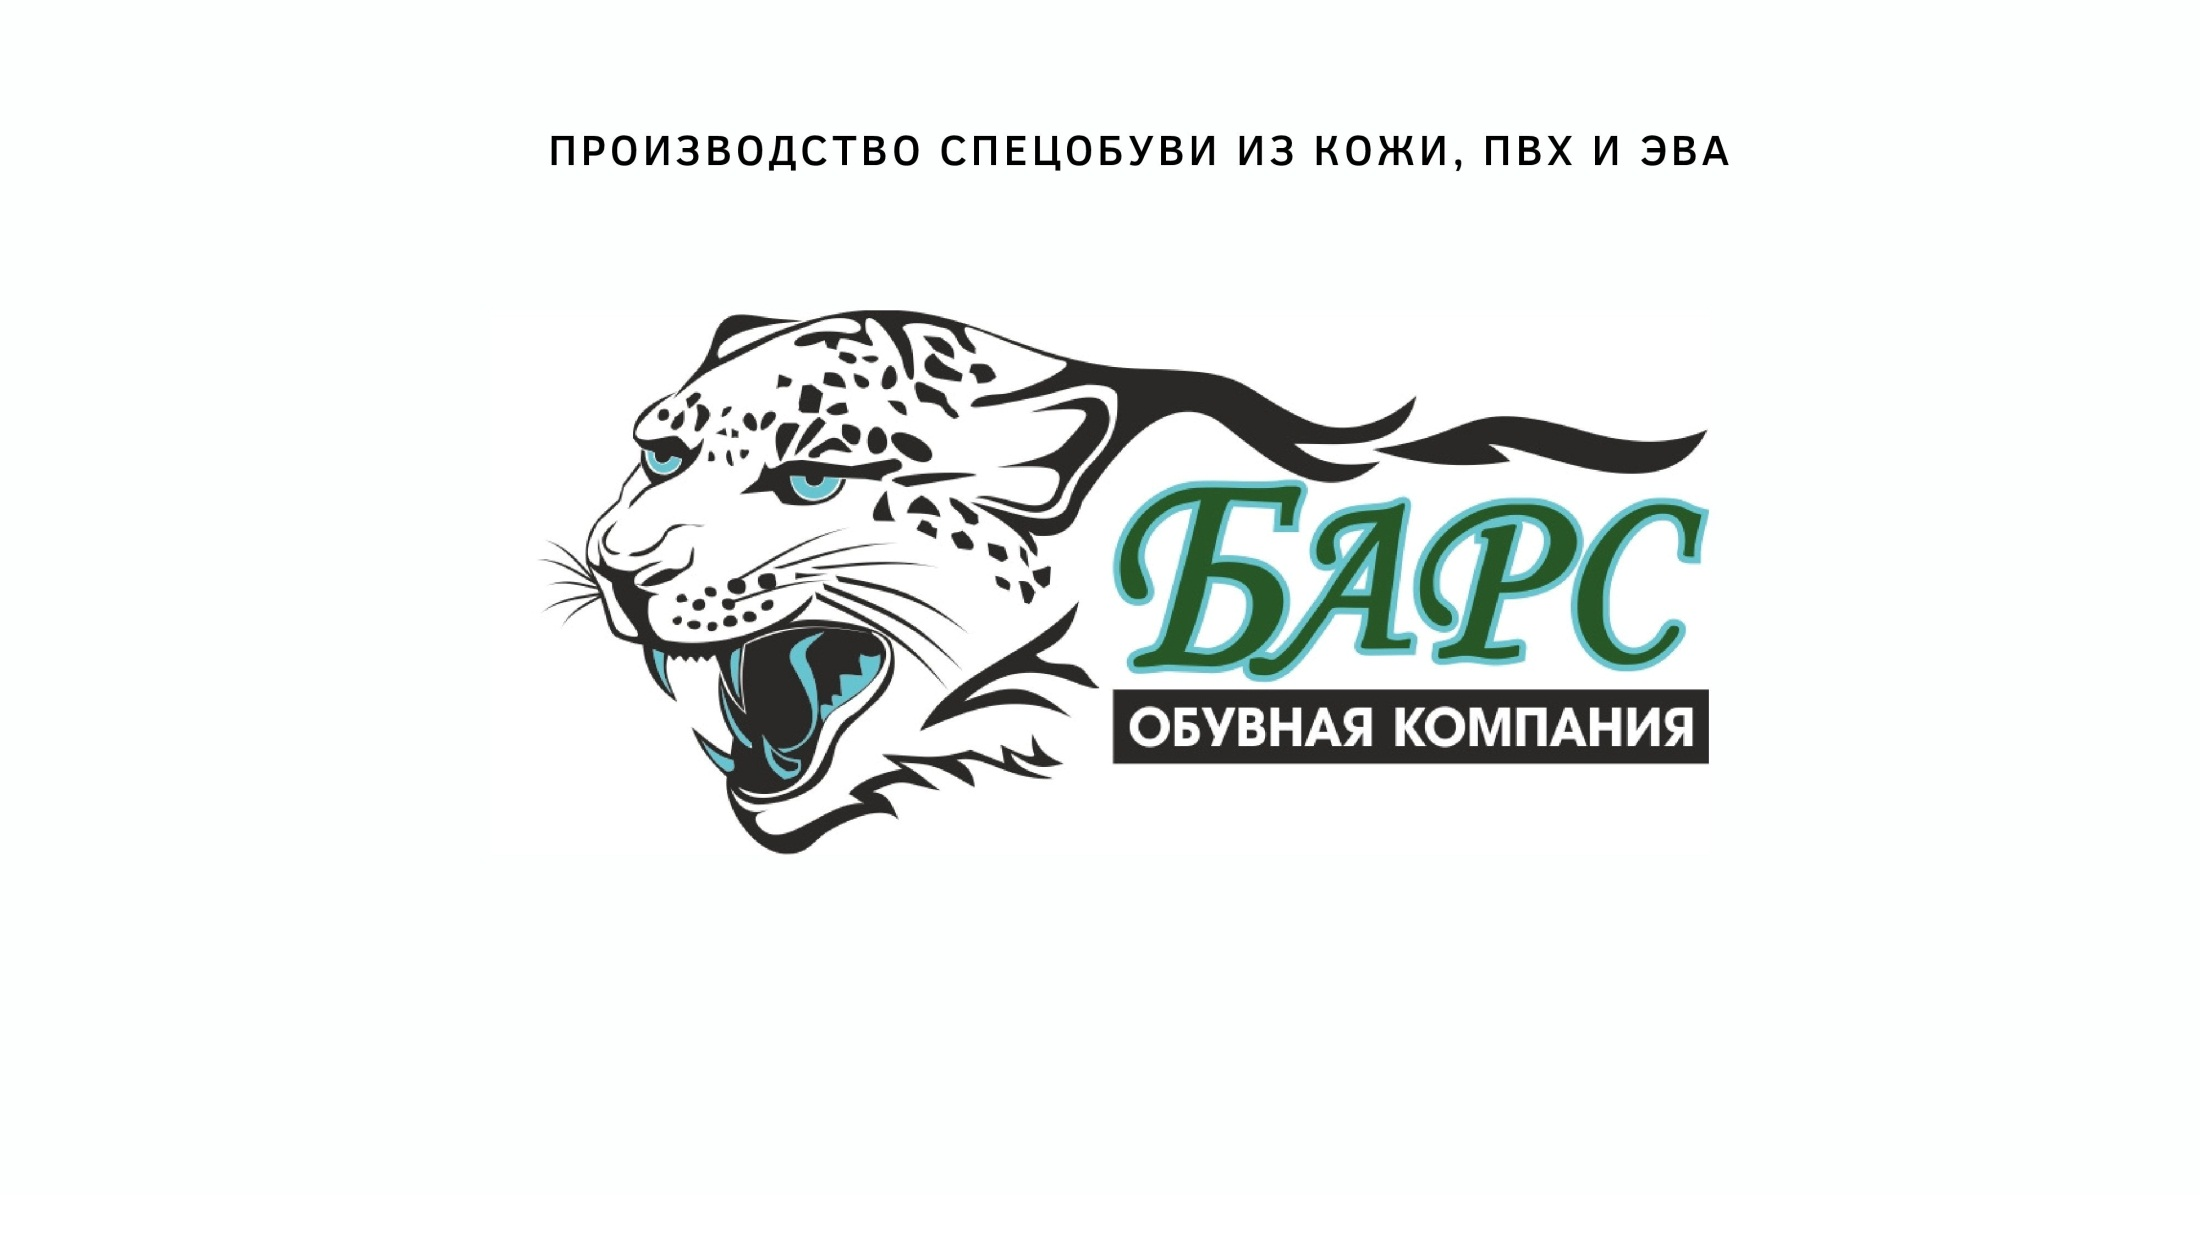 ПРОИЗВОДСТВО СПЕЦОБУВИ ИЗ КОЖИ, ПВХ И ЭВА
БАРС
ОБУВНАЯ КОМПАНИЯ